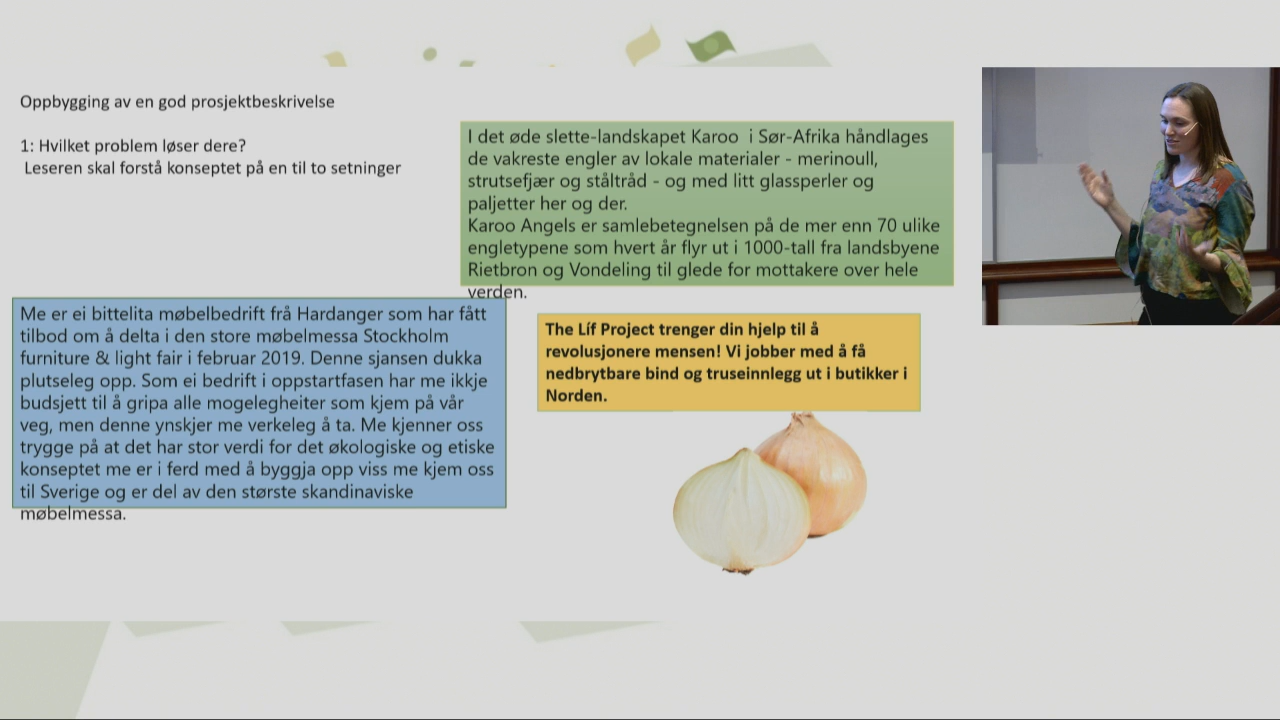 Oppbygging av en god prosjektbeskrivelse
1: Hvilket problem løser dere?
Leseren skal forstå konseptet på en til to setninger
I det øde slette-landskapet Karoo i Sør-Afrika håndlages
de vakreste engler av lokale materialer - merinoull,
strutsefjær og ståltråd - og med litt glassperler og
paljetter her og der.
Karoo Angels er samlebetegnelsen på de mer enn 70 ulike
engletypene som hvert år flyr ut i 1000-tall fra landsbyene
Rietbron og Vondeling til glede for mottakere over hele
verden.
Me er ei bittelita møbelbedrift frå Hardanger som har fått
tilbod om å delta i den store møbelmessa Stockholm
furniture & light fair i februar 2019. Denne sjansen dukka
plutseleg opp. Som ei bedrift i oppstartfasen har me ikkje
budsjett til å gripa alle mogelegheiter som kjem på vår
veg, men denne ynskjer me verkeleg å ta. Me kjenner oss
trygge på at det har stor verdi for det økologiske og etiske
konseptet me er i ferd med å byggja opp viss me kjem oss
til Sverige og er del av den største skandinaviske
møbelmessa.
The Líf Project trenger din hjelp til å
revolusjonere mensen! Vi jobber med å få
nedbrytbare bind og truseinnlegg ut i butikker i
Norden.